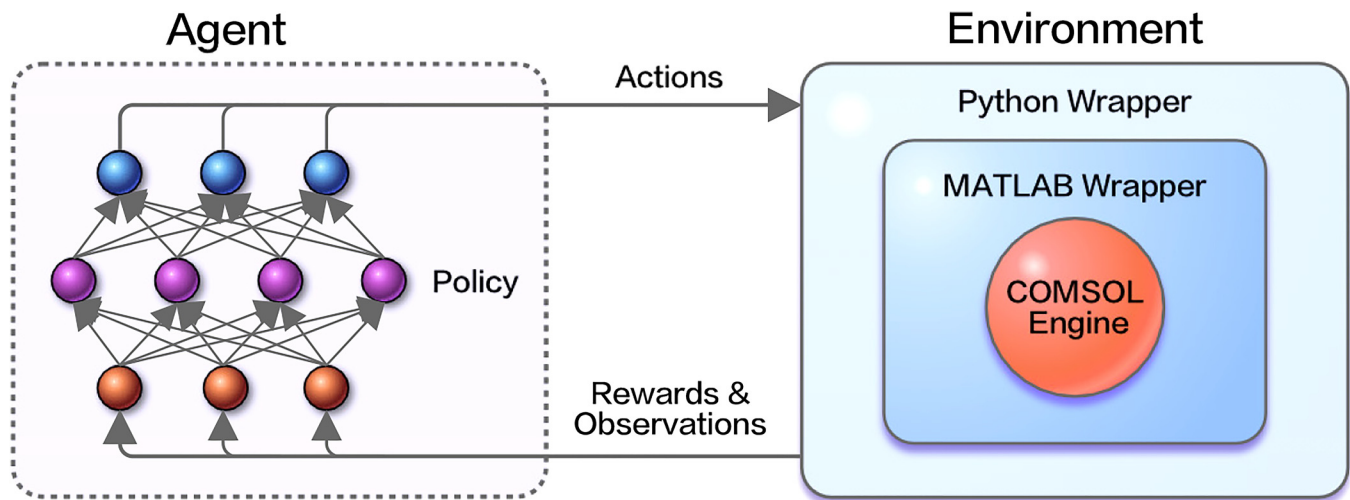 Agent
Environment
Actions
Python Wrapper
MATLAB Wrapper
Policy
COMSOL
Engine
Rewards &
Observations